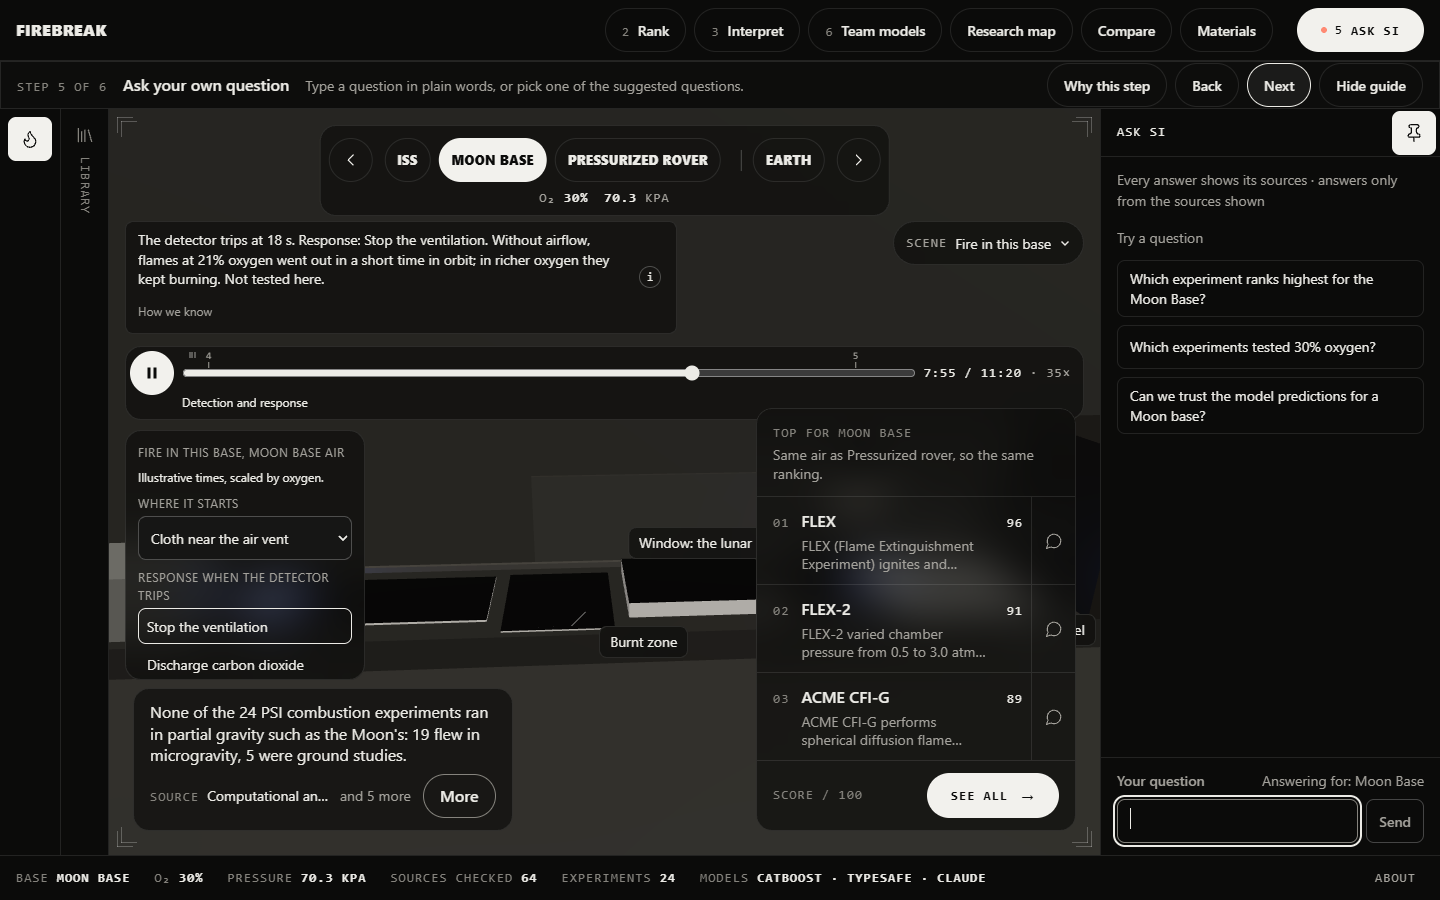 FIREBREAK
2 Rank
3 Interpret
6 Team models
Research map
Compare
Materials
5 ASK SI
STEP 5 OF 6 Ask your own question Type a question in plain words, or pick one of the suggested questions.
Why this step
Back
Next
Hide guide
LIBRARY
ISS
MOON BASE
PRESSURIZED ROVER
EARTH
O₂ 30% 70.3 KPA
The detector trips at 18 s. Response: Stop the ventilation. Without airflow,
flames at 21% oxygen went out in a short time in orbit; in richer oxygen they
kept burning. Not tested here.
i
How we know
SCENE Fire in this base
4
5
7:55 / 11:20 · 35x
Detection and response
FIRE IN THIS BASE, MOON BASE AIR
Illustrative times, scaled by oxygen.
WHERE IT STARTS
Cloth near the air vent
RESPONSE WHEN THE DETECTOR
TRIPS
Stop the ventilation
Discharge carbon dioxide
Window: the lunar
Burnt zone
el
None of the 24 PSI combustion experiments ran
in partial gravity such as the Moon's: 19 flew in
microgravity, 5 were ground studies.
SOURCE Computational an... and 5 more
More
TOP FOR MOON BASE
Same air as Pressurized rover, so the same
ranking.
01 FLEX 96
FLEX (Flame Extinguishment
Experiment) ignites and...
02 FLEX-2 91
FLEX-2 varied chamber
pressure from 0.5 to 3.0 atm...
03 ACME CFI-G 89
ACME CFI-G performs
spherical diffusion flame...
SCORE / 100
SEE ALL →
ASK SI
Every answer shows its sources · answers only
from the sources shown
Try a question
Which experiment ranks highest for the
Moon Base?
Which experiments tested 30% oxygen?
Can we trust the model predictions for a
Moon base?
Your question
Answering for: Moon Base
Send
BASE MOON BASE O₂ 30% PRESSURE 70.3 KPA SOURCES CHECKED 64 EXPERIMENTS 24 MODELS CATBOOST · TYPESAFE · CLAUDE
ABOUT